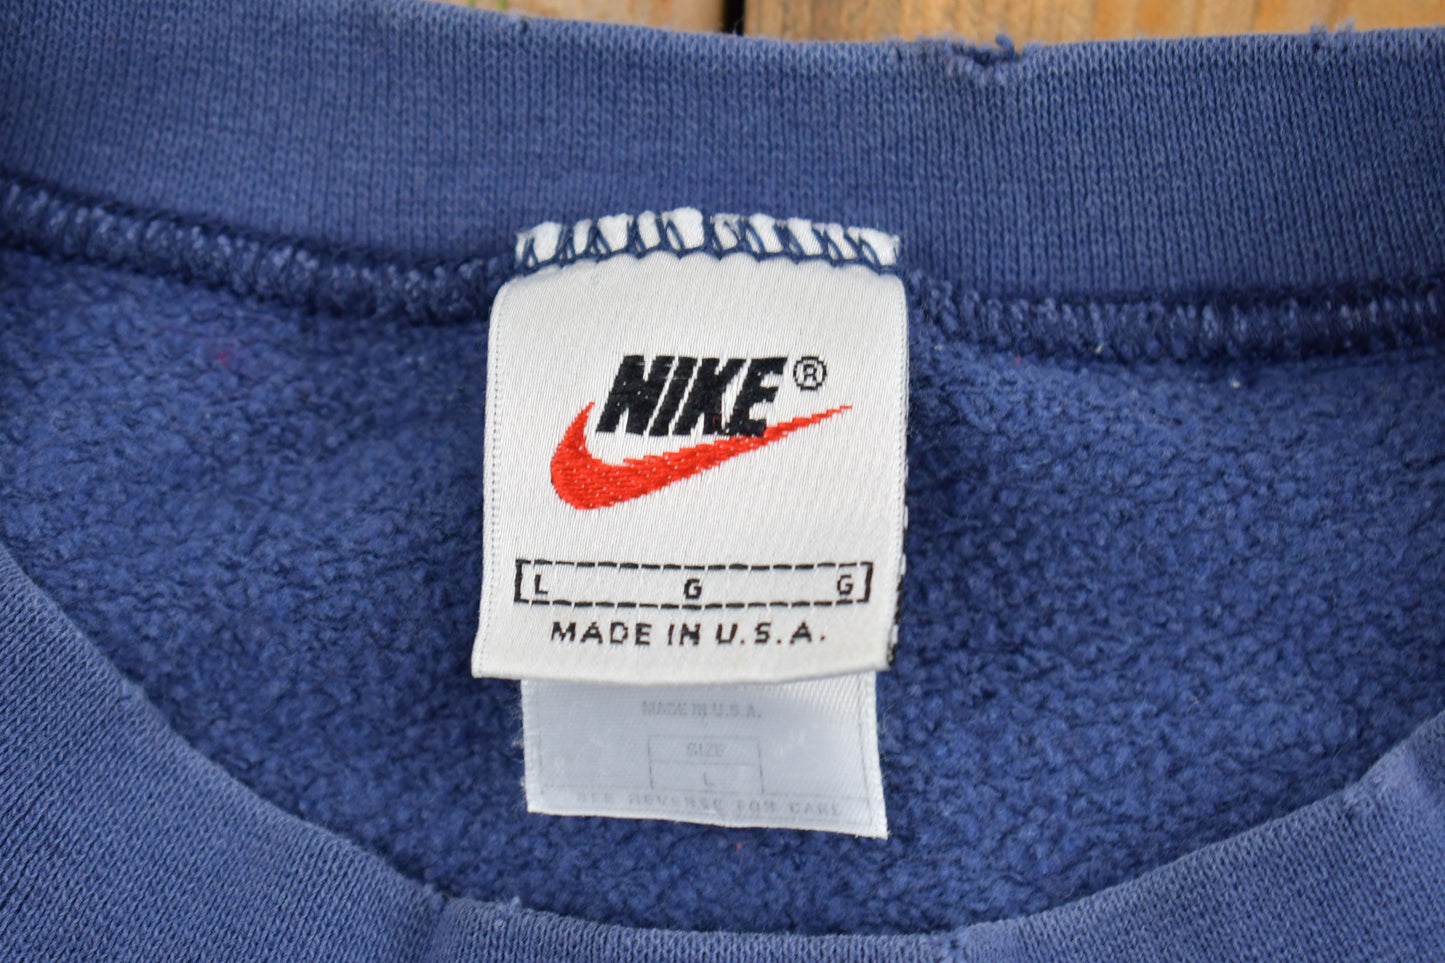 NIKE®
L G G
MADE IN U.S.A.
MADE IN U.S.A.
SIZE
L
SEE REVERSE FOR CARE